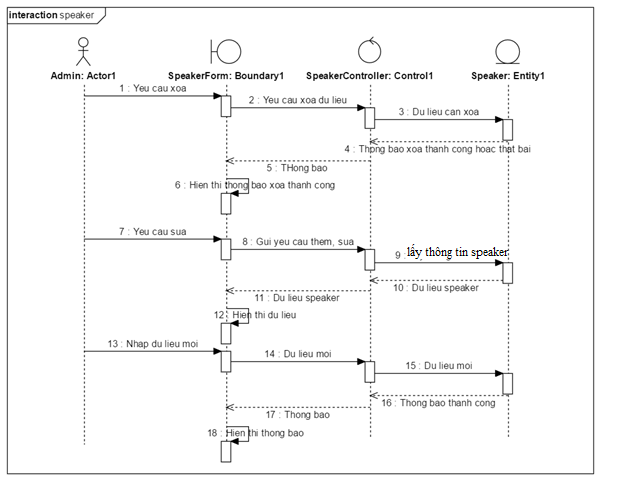 interaction speaker
Admin: Actor1
SpeakerForm: Boundary1
SpeakerController: Control1
Speaker: Entity1
1 : Yeu cau xoa
2 : Yeu cau xoa du lieu
3 : Du lieu can xoa
4 : Thong bao xoa thanh cong hoac that bai
5 : THong bao
6 : Hien thi thong bao xoa thanh cong
7 : Yeu cau sua
8 : Gui yeu cau them, sua
9 : lấy thông tin speaker
10 : Du lieu speaker
11 : Du lieu speaker
12 : Hien thi du lieu
13 : Nhap du lieu moi
14 : Du lieu moi
15 : Du lieu moi
16 : Thong bao thanh cong
17 : Thong bao
18 : Hien thi thong bao